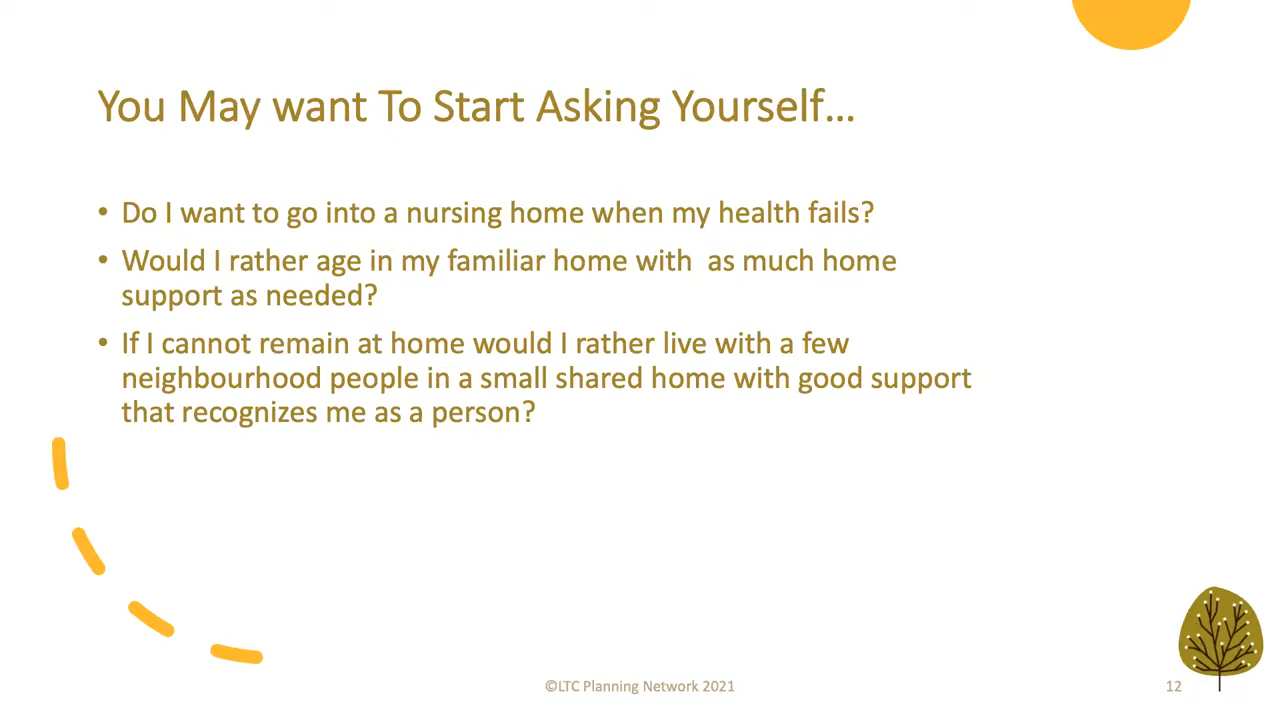 You May want To Start Asking Yourself...
• Do I want to go into a nursing home when my health fails?
• Would I rather age in my familiar home with  as much home
support as needed?
• If I cannot remain at home would I rather live with a few
neighbourhood people in a small shared home with good support
that recognizes me as a person?
©LTC Planning Network 2021
12